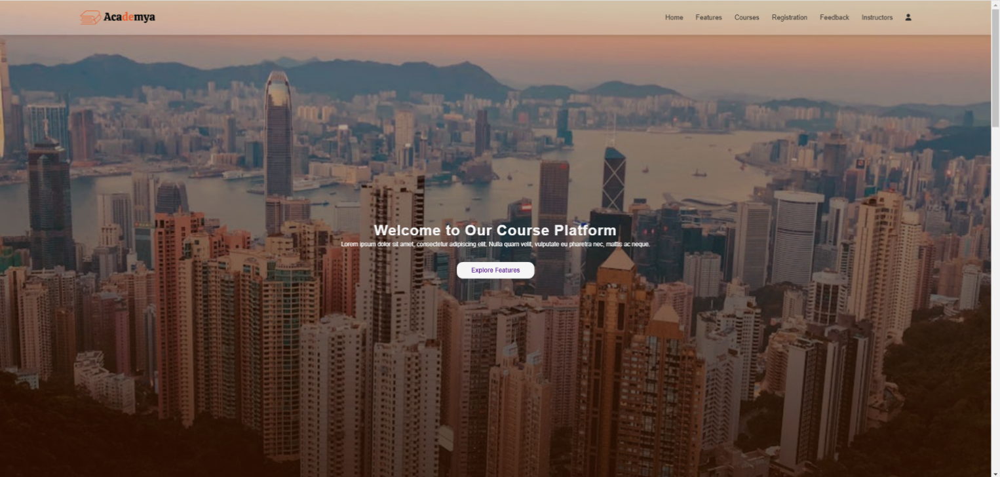 Academya
Home Features Courses Registration Feedback Instructors
Welcome to Our Course Platform
Lorem ipsum dolor sit amet, consectetur adipiscing elit. Nulla quam velit, vulputate eu pharetra nec, mattis ac neque.
Explore Features